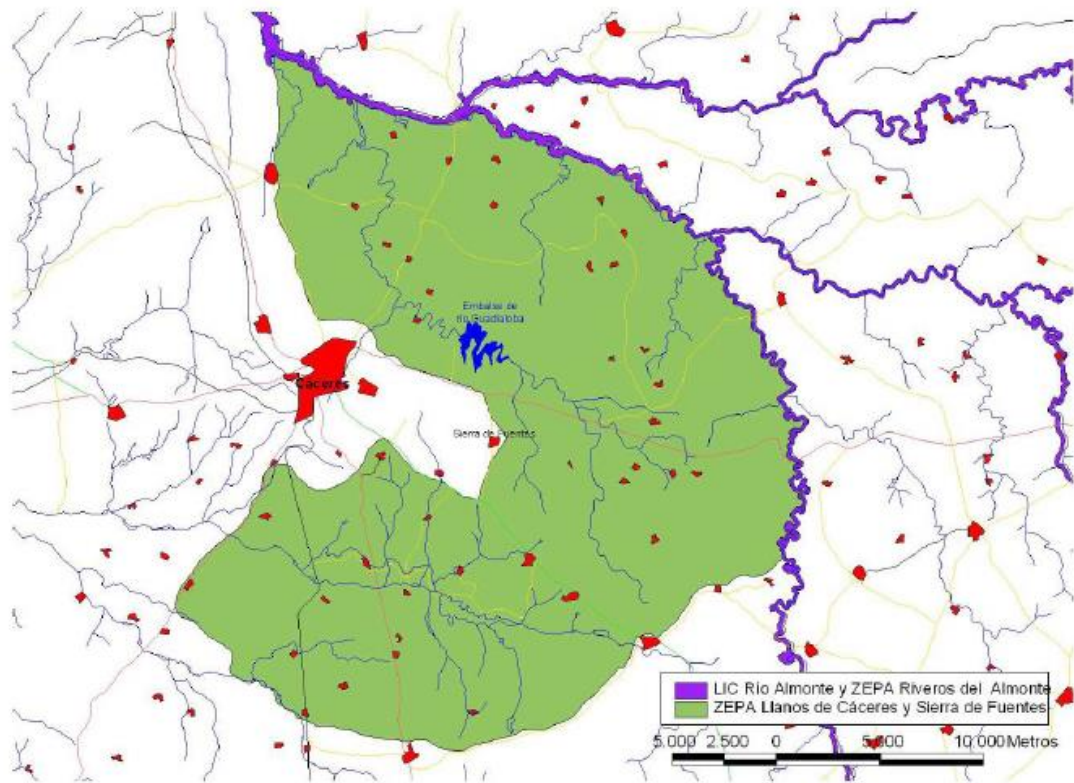 Embalse de
río Guadialoba
Cáceres
Sierra de Fuentes
LIC Río Almonte y ZEPA Riveros del Almonte
ZEPA Llanos de Cáceres y Sierra de Fuentes
5.000 2.500 0 5.000 10.000 Metros